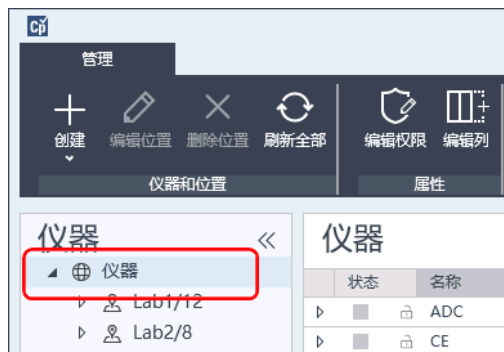 Cp
管理
创建 编辑位置 删除位置 刷新全部 编辑权限 编辑列
仪器和位置 属性
仪器
仪器
Lab1/12
Lab2/8
仪器
状态 名称
ADC
CE